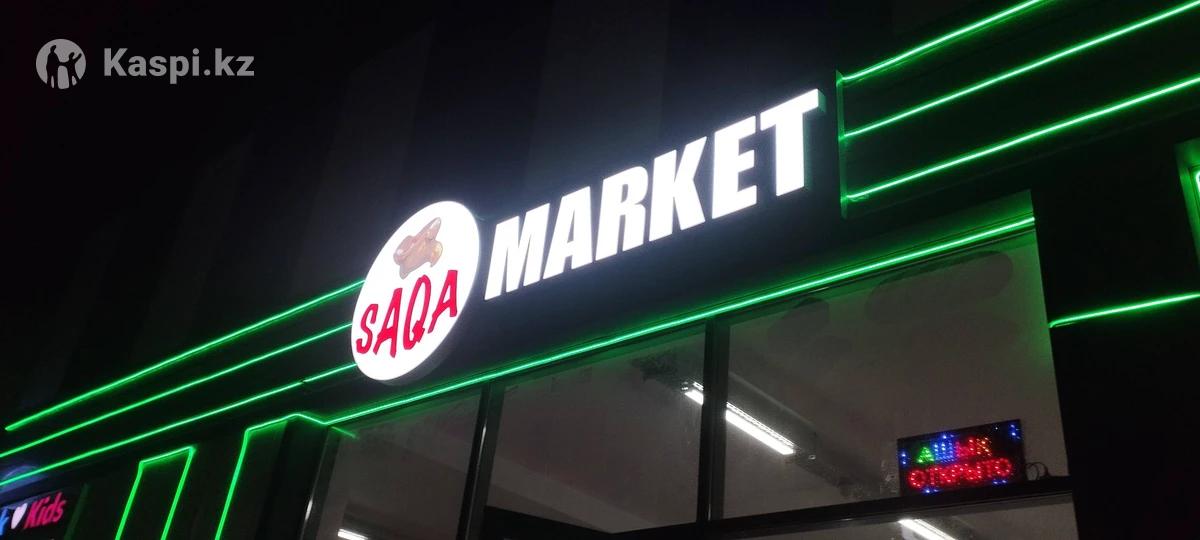 Kaspi.kz
SAQA
MARKET
АШЫҚ
ОТКРЫТО
Kids